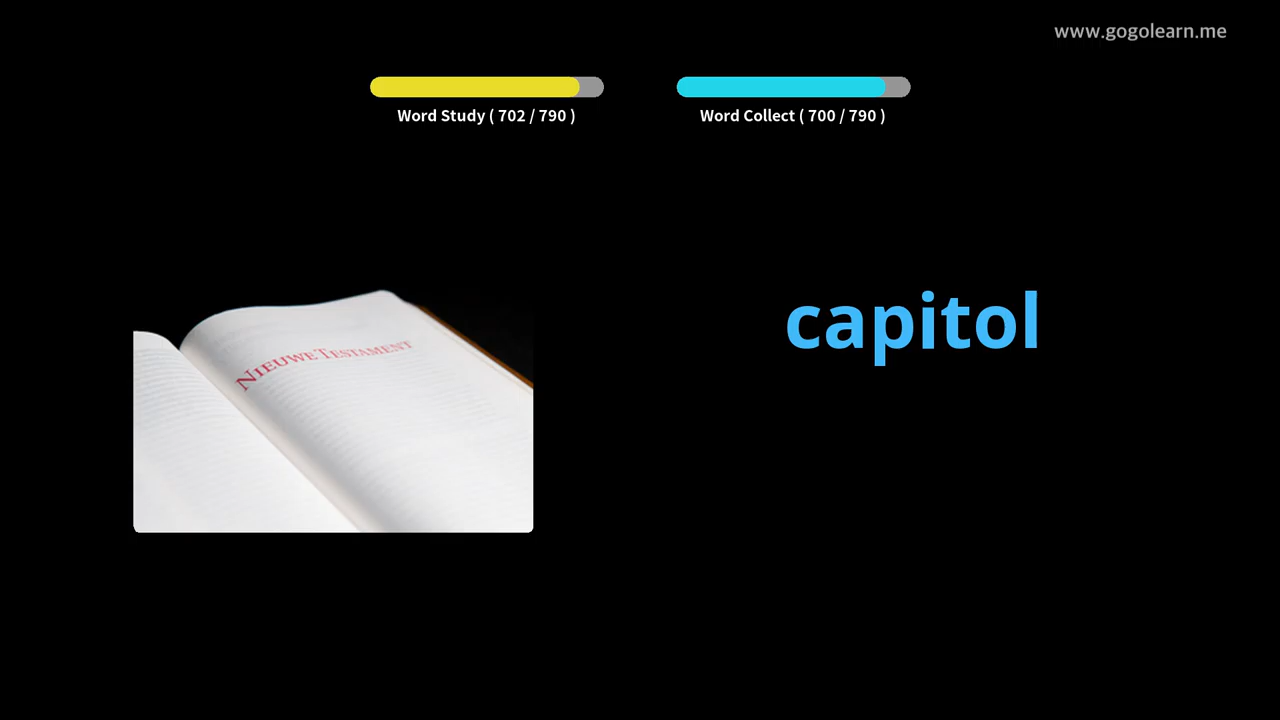 www.gogolearn.me
Word Study ( 702 / 790 )
Word Collect ( 700 / 790 )
NIEUWE TESTAMENT
capitol